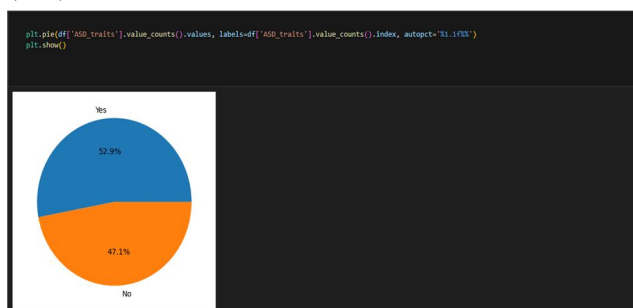 plt.pie(df['ASD_traits'].value_counts().values, labels=df['ASD_traits'].value_counts().index, autopct='%1.1f%%')
plt.show()
Yes
52.9%
47.1%
No